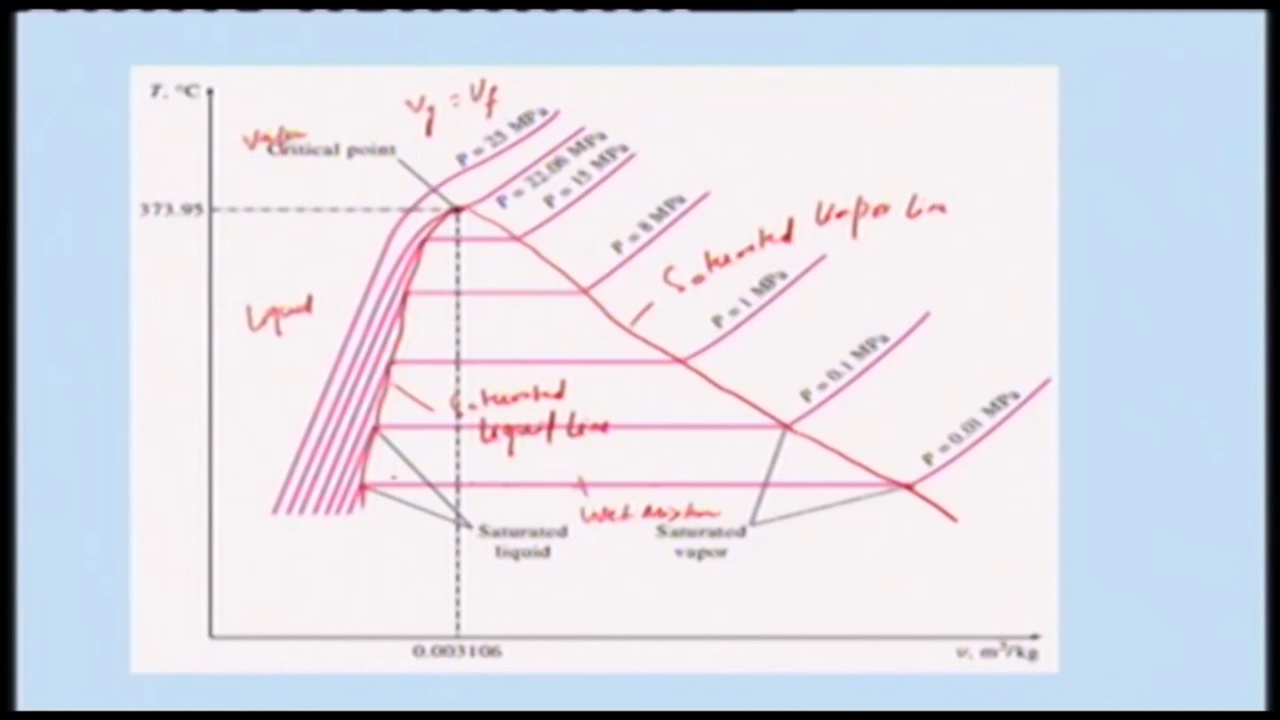 T, °C
Vg = Vf
Vapor
Critical point
P = 25 MPa
P = 22.06 MPa
P = 15 MPa
373.95
P = 8 MPa
Saturated Vapor Line
P = 1 MPa
Liquid
P = 0.1 MPa
Saturated
Liquid Line
P = 0.01 MPa
Wet Mixture
Saturated
liquid
Saturated
vapor
0.003106
v, m³/kg